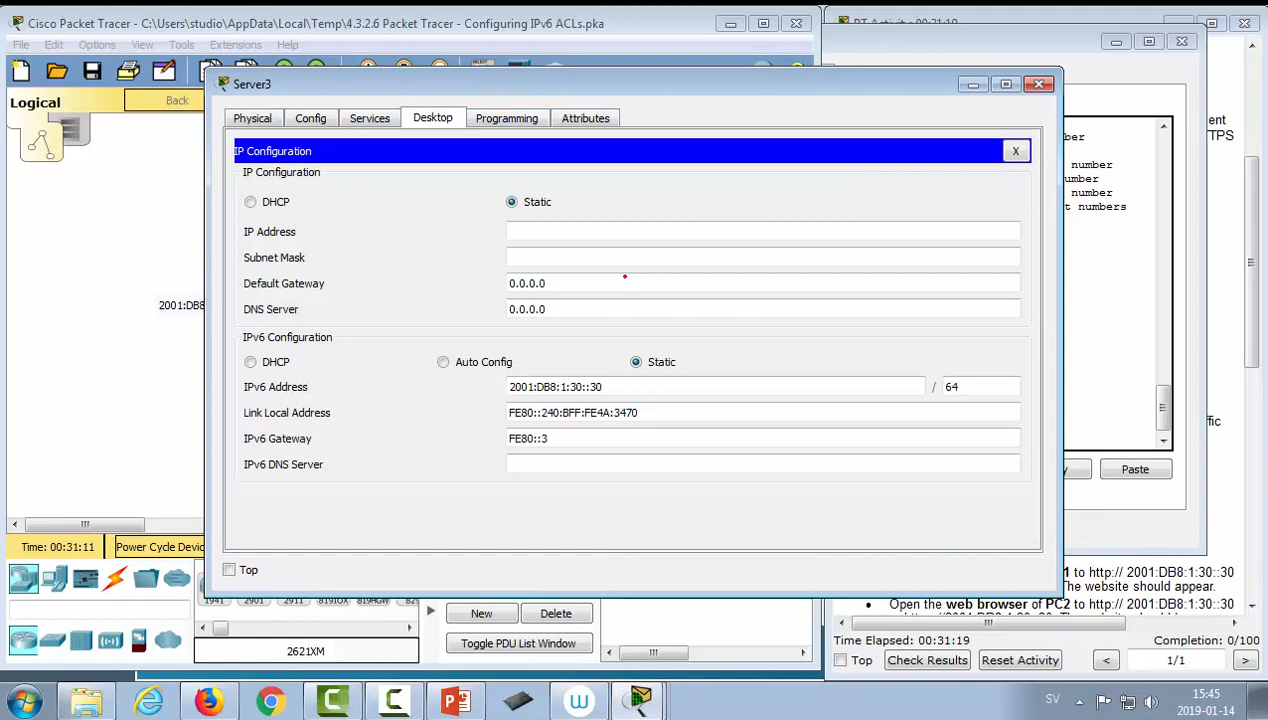 Cisco Packet Tracer - C:\Users\studio\AppData\Local\Temp\4.3.2.6 Packet Tracer - Configuring IPv6 ACLs.pka
File Edit Options View Tools Extensions Help
Logical
Back
Server3
Physical Config Services Desktop Programming Attributes
IP Configuration
X
IP Configuration
DHCP Static
IP Address
Subnet Mask
Default Gateway 0.0.0.0
DNS Server 0.0.0.0
IPv6 Configuration
DHCP Auto Config Static
IPv6 Address 2001:DB8:1:30::30 / 64
Link Local Address FE80::240:BFF:FE4A:3470
IPv6 Gateway FE80::3
IPv6 DNS Server
Top
2001:DB8
number
number
t numbers
Paste
Time: 00:31:11 Power Cycle Devic
1941 2901 2911 819IOX 819HGW
2621XM
New Delete
Toggle PDU List Window
1 to http:// 2001:DB8:1:30::30
The website should appear.
• Open the web browser of PC2 to http:// 2001:DB8:1:30::30
Time Elapsed: 00:31:19 Completion: 0/100
Top Check Results Reset Activity < 1/1 >
SV
15:45
2019-01-14